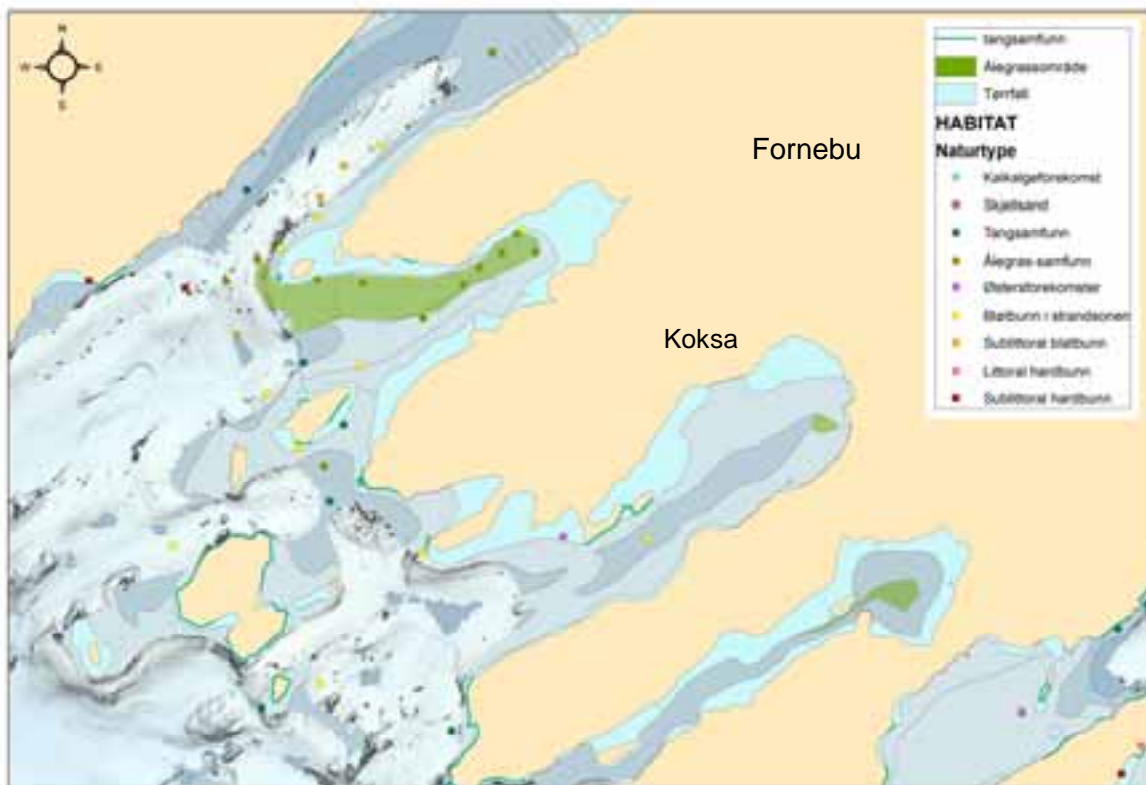 N
W E
S
Fornebu
Koksa
tangsamfunn
Ålegrassområde
Tørrfall
HABITAT
Naturtype
Kalkalgeforekomst
Skjellsand
Tangsamfunn
Ålegras-samfunn
Østersforekomster
Bløtbunn i strandsonen
Sublittoral bløtbunn
Littoral hardbunn
Sublittoral hardbunn